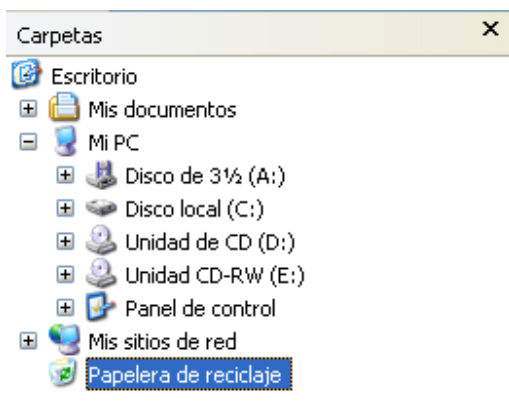 Carpetas
Escritorio
Mis documentos
Mi PC
Disco de 3½ (A:)
Disco local (C:)
Unidad de CD (D:)
Unidad CD-RW (E:)
Panel de control
Mis sitios de red
Papelera de reciclaje